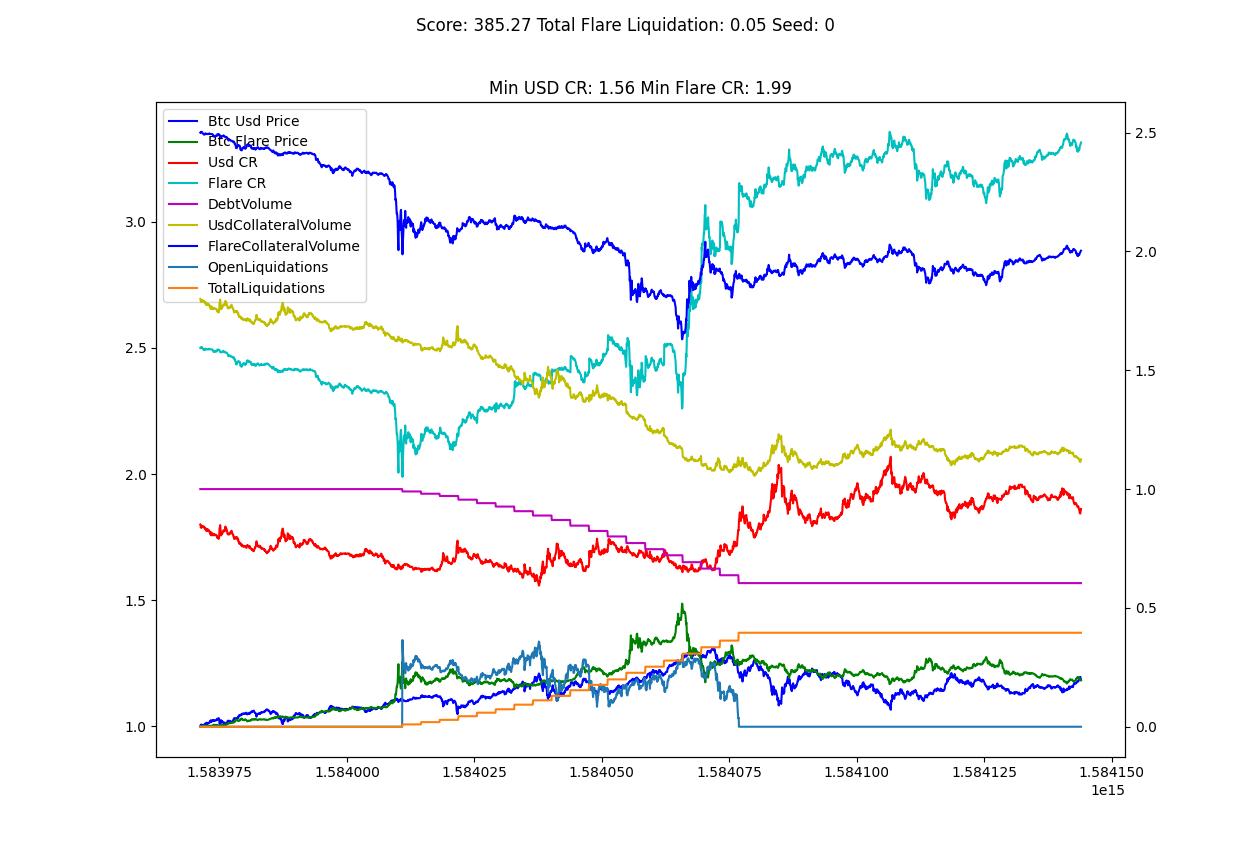 Score: 385.27 Total Flare Liquidation: 0.05 Seed: 0
Min USD CR: 1.56 Min Flare CR: 1.99
Btc Usd Price
Btc Flare Price
Usd CR
Flare CR
DebtVolume
UsdCollateralVolume
FlareCollateralVolume
OpenLiquidations
TotalLiquidations
3.0
2.5
2.0
1.5
1.0
2.5
2.0
1.5
1.0
0.5
0.0
1.583975 1.584000 1.584025 1.584050 1.584075 1.584100 1.584125 1.584150
1e15